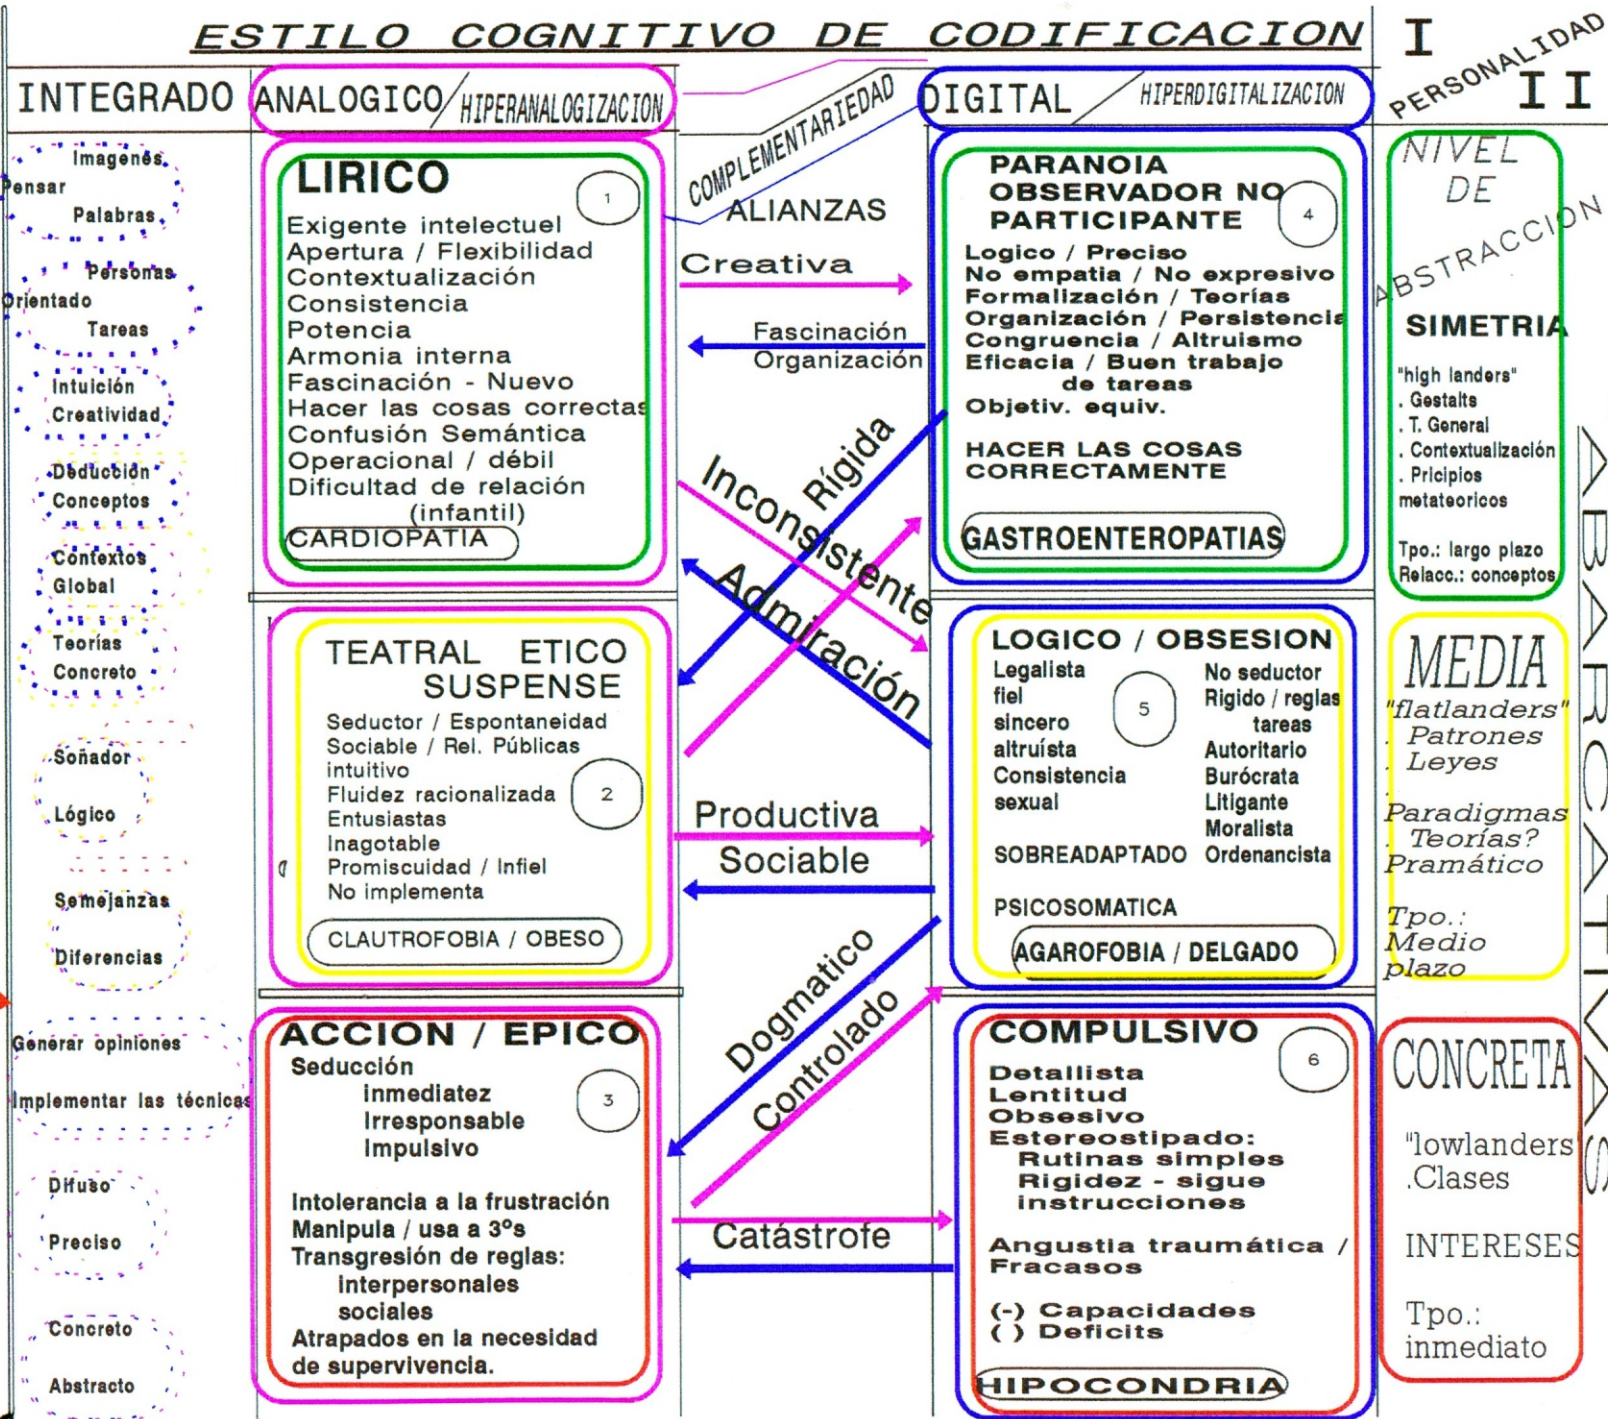 ESTILO COGNITIVO DE CODIFICACION
I
PERSONALIDAD
II
INTEGRADO
ANALOGICO / HIPERANALOGIZACION
COMPLEMENTARIEDAD
DIGITAL / HIPERDIGITALIZACION
Imagenes
Pensar
Palabras
Personas
Orientado
Tareas
Intuición
Creatividad
Deducción
Conceptos
Contextos
Global
Teorías
Concreto
Soñador
Lógico
Semejanzas
Diferencias
Generar opiniones
Implementar las técnicas
Difuso
Preciso
Concreto
Abstracto
LIRICO
1
Exigente intelectuel
Apertura / Flexibilidad
Contextualización
Consistencia
Potencia
Armonia interna
Fascinación - Nuevo
Hacer las cosas correctas
Confusión Semántica
Operacional / débil
Dificultad de relación
(infantil)
CARDIOPATIA
TEATRAL ETICO
SUSPENSE
Seductor / Espontaneidad
Sociable / Rel. Públicas
intuitivo
Fluidez racionalizada
2
Entusiastas
Inagotable
Promiscuidad / Infiel
No implementa
CLAUTROFOBIA / OBESO
ACCION / EPICO
Seducción
inmediatez
3
Irresponsable
Impulsivo
Intolerancia a la frustración
Manipula / usa a 3ºs
Transgresión de reglas:
interpersonales
sociales
Atrapados en la necesidad
de supervivencia.
ALIANZAS
Creativa
Fascinación
Organización
Rígida
Inconsistente
Admiración
Productiva
Sociable
Dogmatico
Controlado
Catástrofe
PARANOIA
OBSERVADOR NO
PARTICIPANTE
4
Logico / Preciso
No empatia / No expresivo
Formalización / Teorías
Organización / Persistencia
Congruencia / Altruismo
Eficacia / Buen trabajo
de tareas
Objetiv. equiv.
HACER LAS COSAS
CORRECTAMENTE
GASTROENTEROPATIAS
LOGICO / OBSESION
Legalista
fiel
sincero
altruísta
Consistencia
sexual
SOBREADAPTADO
PSICOSOMATICA
5
No seductor
Rigido / reglas
tareas
Autoritario
Burócrata
Litigante
Moralista
Ordenancista
AGAROFOBIA / DELGADO
COMPULSIVO
6
Detallista
Lentitud
Obsesivo
Estereostipado:
Rutinas simples
Rigidez - sigue
instrucciones
Angustia traumática /
Fracasos
(-) Capacidades
( ) Deficits
HIPOCONDRIA
NIVEL
DE
ABSTRACCION
SIMETRIA
"high landers"
. Gestalts
. T. General
. Contextualización
. Pricipios
metateoricos
Tpo.: largo plazo
Relacc.: conceptos
MEDIA
"flatlanders"
. Patrones
. Leyes
.
Paradigmas
. Teorías?
Pramático
Tpo.:
Medio
plazo
CONCRETA
"lowlanders"
.Clases
INTERESES
Tpo.:
inmediato
ABARCATIVAS